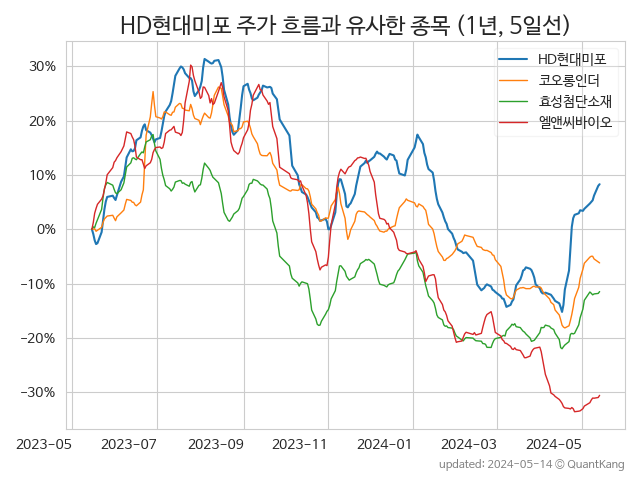 HD현대미포 주가 흐름과 유사한 종목 (1년, 5일선)
HD현대미포
코오롱인더
효성첨단소재
엘앤씨바이오
30%
20%
10%
0%
−10%
−20%
−30%
2023-05 2023-07 2023-09 2023-11 2024-01 2024-03 2024-05
updated: 2024-05-14 ⓒ QuantKang